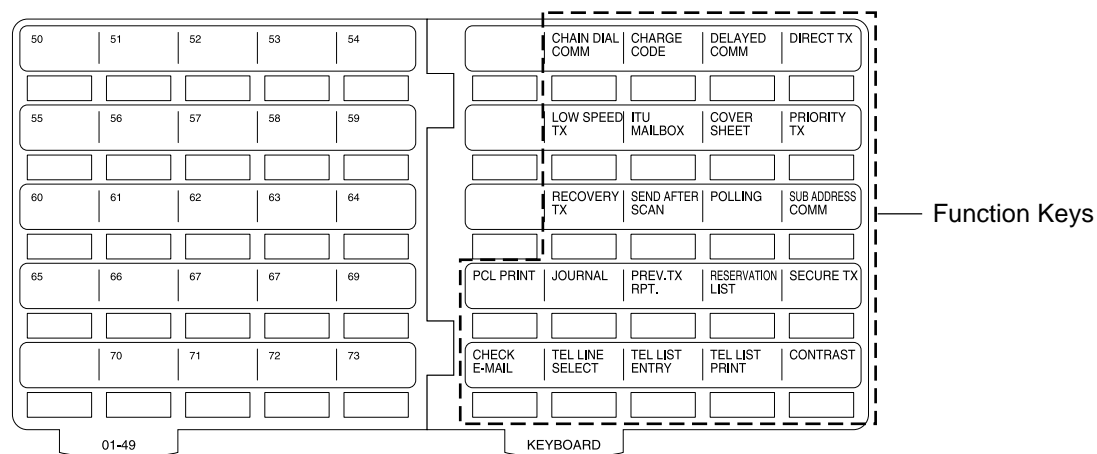 50 51 52 53 54
CHAIN DIAL COMM CHARGE CODE DELAYED COMM DIRECT TX
55 56 57 58 59
LOW SPEED TX ITU MAILBOX COVER SHEET PRIORITY TX
60 61 62 63 64
RECOVERY TX SEND AFTER SCAN POLLING SUB ADDRESS COMM
Function Keys
65 66 67 67 69
PCL PRINT JOURNAL PREV.TX RPT. RESERVATION LIST SECURE TX
70 71 72 73
CHECK E-MAIL TEL LINE SELECT TEL LIST ENTRY TEL LIST PRINT CONTRAST
01-49
KEYBOARD